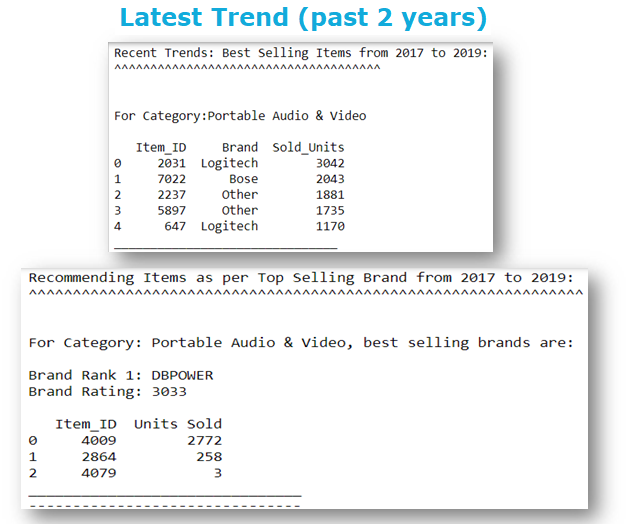 Latest Trend (past 2 years)
Recent Trends: Best Selling Items from 2017 to 2019:
^^^^^^^^^^^^^^^^^^^^^^^^^^^^^^^^^^^^^
For Category:Portable Audio & Video
Item_ID Brand Sold_Units
0 2031 Logitech 3042
1 7022 Bose 2043
2 2237 Other 1881
3 5897 Other 1735
4 647 Logitech 1170
_______________________________
Recommending Items as per Top Selling Brand from 2017 to 2019:
^^^^^^^^^^^^^^^^^^^^^^^^^^^^^^^^^^^^^^^^^^^^^^^^^^^^^^^^^^^^^^^
For Category: Portable Audio & Video, best selling brands are:
Brand Rank 1: DBPOWER
Brand Rating: 3033
Item_ID Units Sold
0 4009 2772
1 2864 258
2 4079 3
_______________________________
-------------------------------